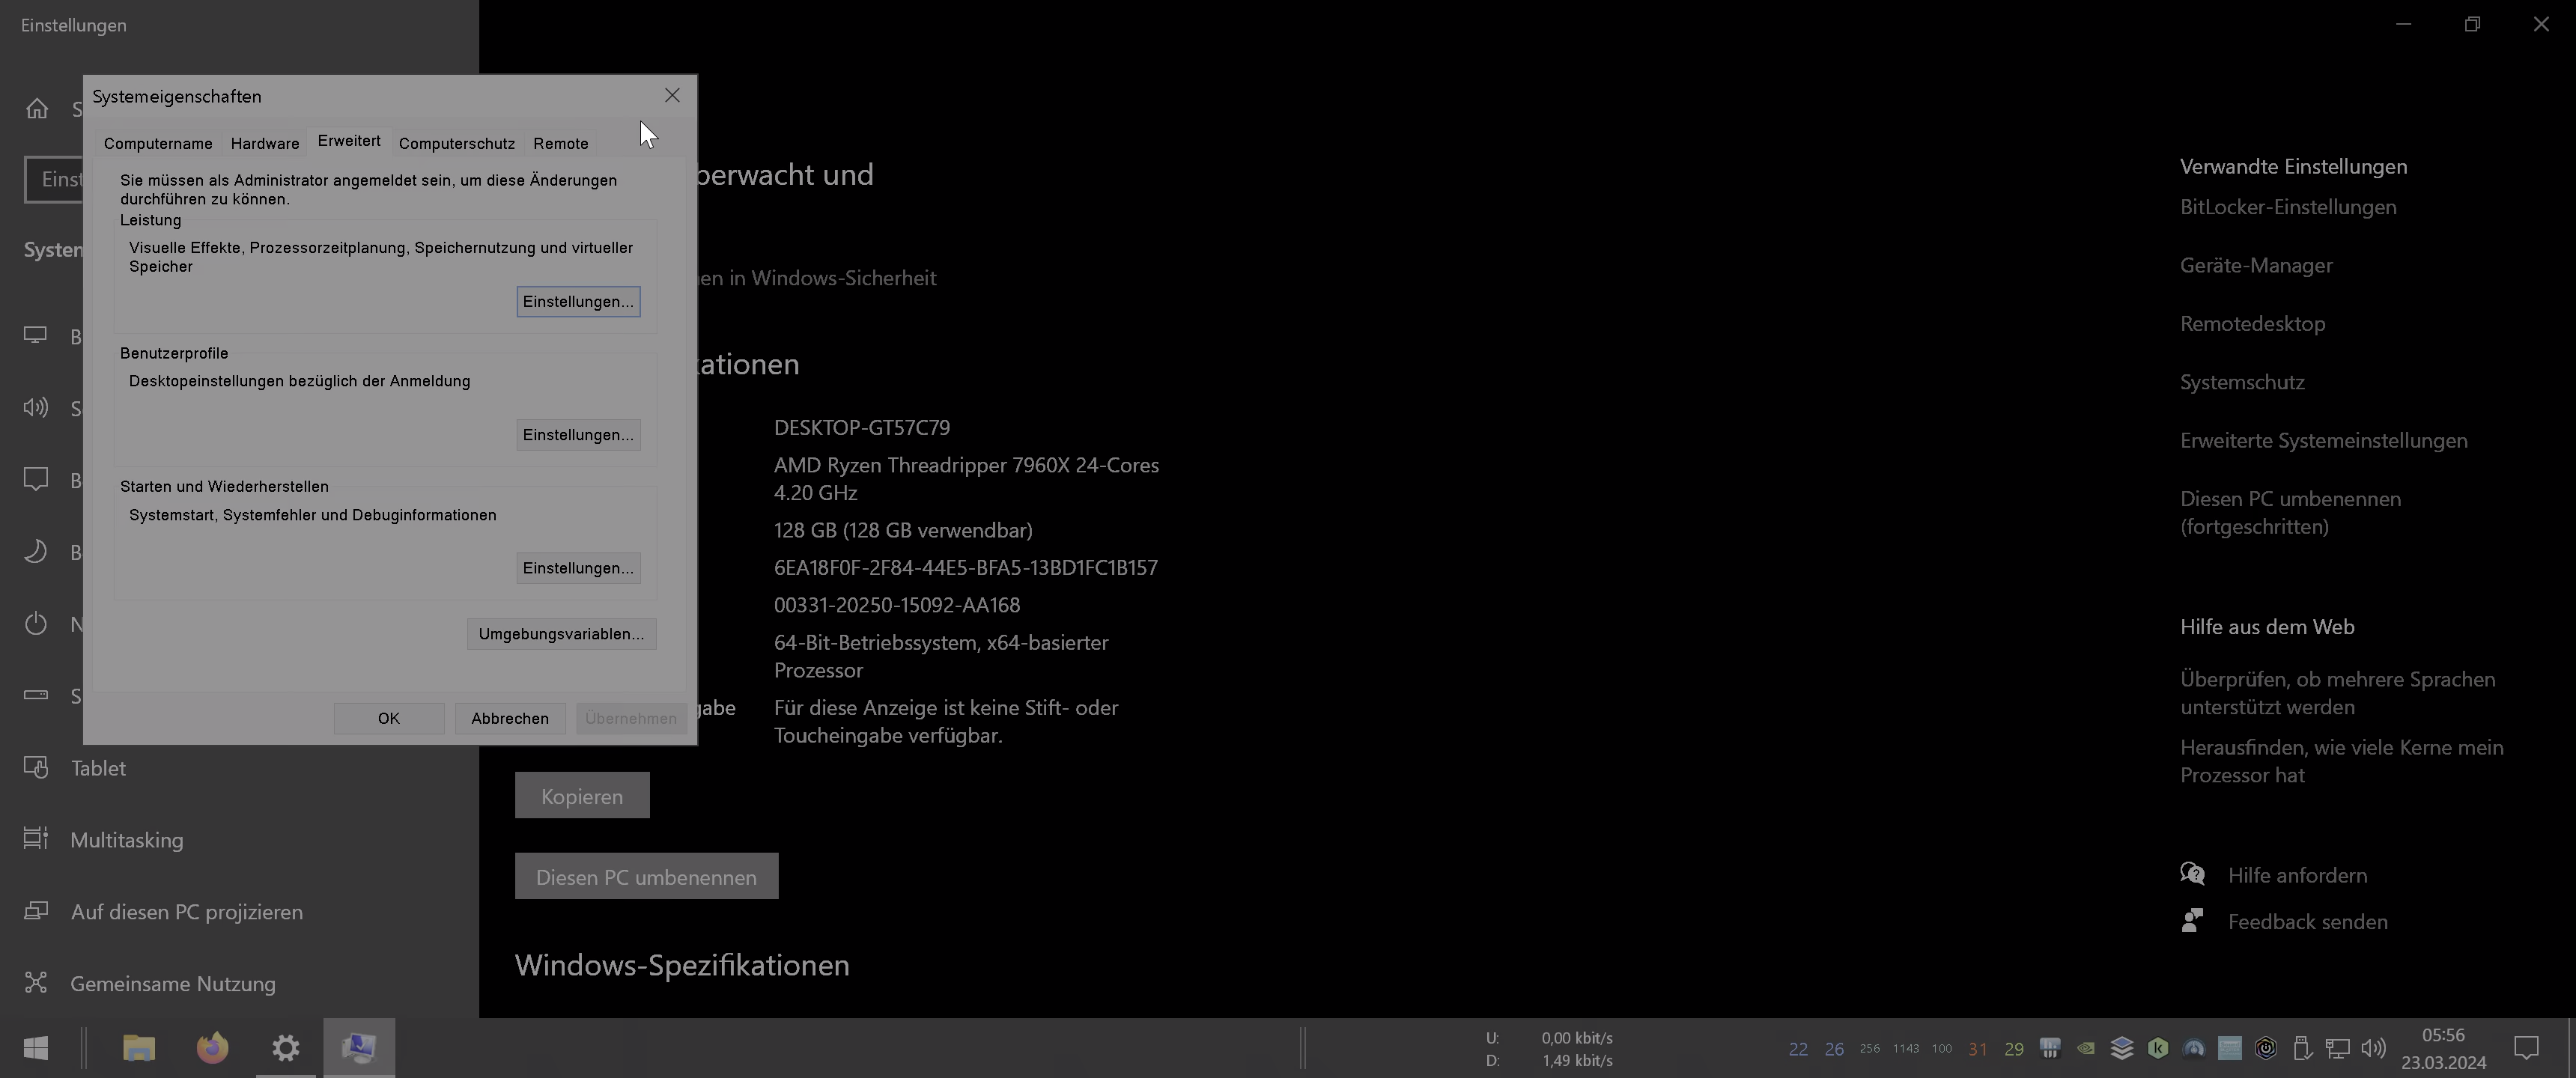 Einstellungen
Systemeigenschaften
Computername
Hardware
Erweitert
Computerschutz
Remote
Sie müssen als Administrator angemeldet sein, um diese Änderungen
durchführen zu können.
Leistung
Visuelle Effekte, Prozessorzeitplanung, Speichernutzung und virtueller
Speicher
Einstellungen...
Benutzerprofile
Desktopeinstellungen bezüglich der Anmeldung
Einstellungen...
Starten und Wiederherstellen
Systemstart, Systemfehler und Debuginformationen
Einstellungen...
Umgebungsvariablen...
OK
Abbrechen
Übernehmen
S
Einst
System
B
S
B
B
N
S
Tablet
Multitasking
Auf diesen PC projizieren
Gemeinsame Nutzung
berwacht und
en in Windows-Sicherheit
kationen
DESKTOP-GT57C79
AMD Ryzen Threadripper 7960X 24-Cores
4.20 GHz
128 GB (128 GB verwendbar)
6EA18F0F-2F84-44E5-BFA5-13BD1FC1B157
00331-20250-15092-AA168
64-Bit-Betriebssystem, x64-basierter
Prozessor
gabe
Für diese Anzeige ist keine Stift- oder
Toucheingabe verfügbar.
Kopieren
Diesen PC umbenennen
Windows-Spezifikationen
Verwandte Einstellungen
BitLocker-Einstellungen
Geräte-Manager
Remotedesktop
Systemschutz
Erweiterte Systemeinstellungen
Diesen PC umbenennen
(fortgeschritten)
Hilfe aus dem Web
Überprüfen, ob mehrere Sprachen
unterstützt werden
Herausfinden, wie viele Kerne mein
Prozessor hat
Hilfe anfordern
Feedback senden
U: 0,00 kbit/s
D: 1,49 kbit/s
22 26 256 1143 100 31 29
05:56
23.03.2024